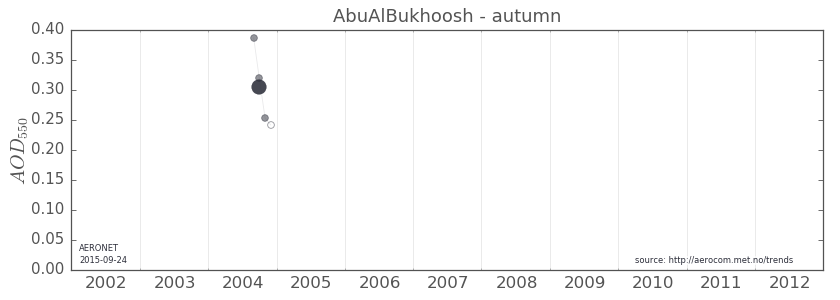 AbuAlBukhoosh - autumn
0.40
0.35
0.30
0.25
0.20
0.15
0.10
0.05
0.00
AOD550
AERONET
2015-09-24
source: http://aerocom.met.no/trends
2002 2003 2004 2005 2006 2007 2008 2009 2010 2011 2012